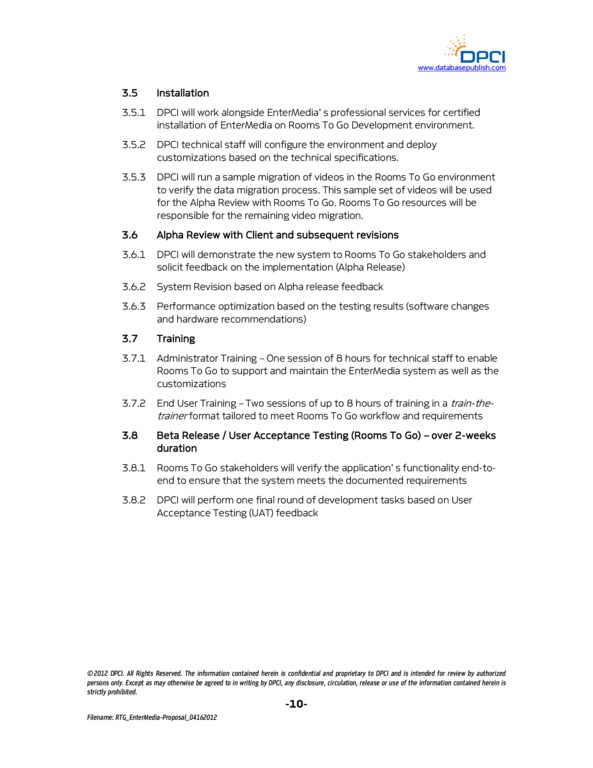 DPCI
www.databasepublish.com
3.5 Installation
3.5.1 DPCI will work alongside EnterMedia's professional services for certified
installation of EnterMedia on Rooms To Go Development environment.
3.5.2 DPCI technical staff will configure the environment and deploy
customizations based on the technical specifications.
3.5.3 DPCI will run a sample migration of videos in the Rooms To Go environment
to verify the data migration process. This sample set of videos will be used
for the Alpha Review with Rooms To Go. Rooms To Go resources will be
responsible for the remaining video migration.
3.6 Alpha Review with Client and subsequent revisions
3.6.1 DPCI will demonstrate the new system to Rooms To Go stakeholders and
solicit feedback on the implementation (Alpha Release)
3.6.2 System Revision based on Alpha release feedback
3.6.3 Performance optimization based on the testing results (software changes
and hardware recommendations)
3.7 Training
3.7.1 Administrator Training – One session of 8 hours for technical staff to enable
Rooms To Go to support and maintain the EnterMedia system as well as the
customizations
3.7.2 End User Training – Two sessions of up to 8 hours of training in a train-the-
trainer format tailored to meet Rooms To Go workflow and requirements
3.8 Beta Release / User Acceptance Testing (Rooms To Go) – over 2-weeks
duration
3.8.1 Rooms To Go stakeholders will verify the application's functionality end-to-
end to ensure that the system meets the documented requirements
3.8.2 DPCI will perform one final round of development tasks based on User
Acceptance Testing (UAT) feedback
©2012 DPCI. All Rights Reserved. The information contained herein is confidential and proprietary to DPCI and is intended for review by authorized
persons only. Except as may otherwise be agreed to in writing by DPCI, any disclosure, circulation, release or use of the information contained herein is
strictly prohibited.
-10-
Filename: RTG_EnterMedia-Proposal_04162012